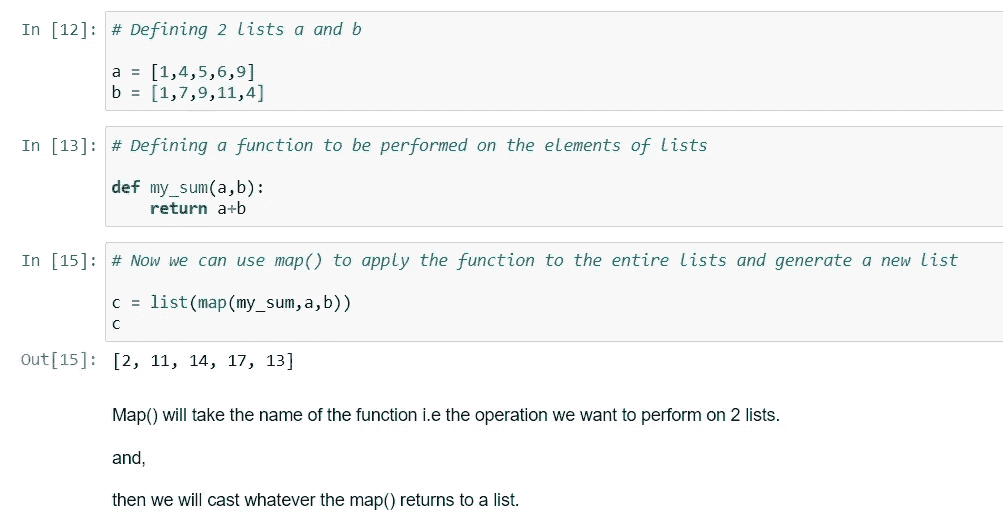 In [12]: # Defining 2 lists a and b
a = [1,4,5,6,9]
b = [1,7,9,11,4]
In [13]: # Defining a function to be performed on the elements of lists
def my_sum(a,b):
    return a+b
In [15]: # Now we can use map() to apply the function to the entire lists and generate a new list
c = list(map(my_sum,a,b))
c
Out[15]: [2, 11, 14, 17, 13]
Map() will take the name of the function i.e the operation we want to perform on 2 lists.
and,
then we will cast whatever the map() returns to a list.